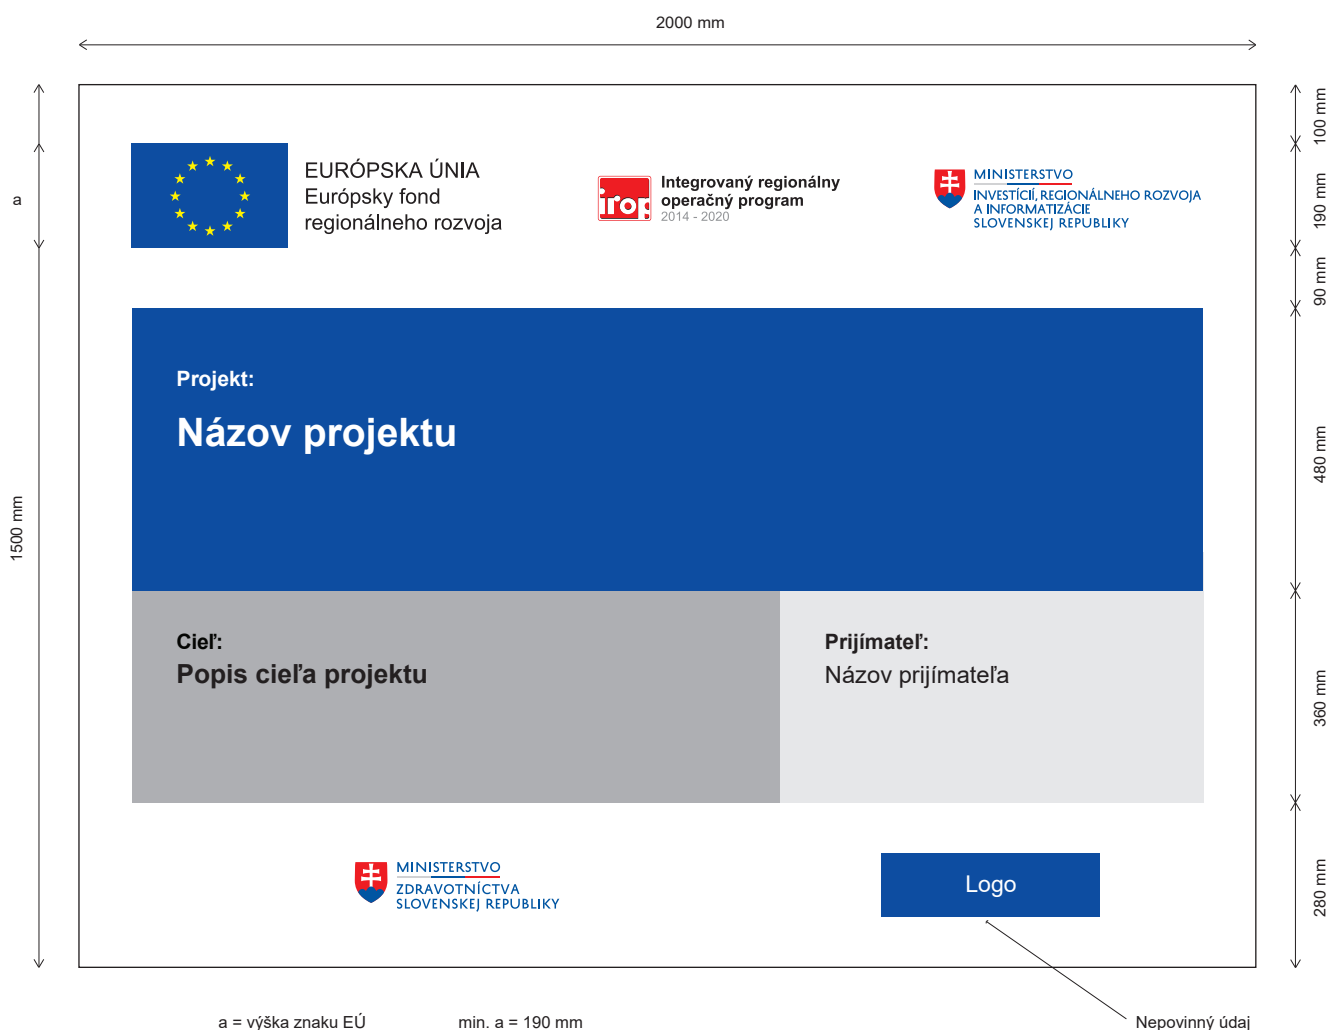 2000 mm
100 mm
a
190 mm
EURÓPSKA ÚNIA
Európsky fond
regionálneho rozvoja
irop
Integrovaný regionálny
operačný program
2014 - 2020
MINISTERSTVO
INVESTÍCIÍ, REGIONÁLNEHO ROZVOJA
A INFORMATIZÁCIE
SLOVENSKEJ REPUBLIKY
90 mm
Projekt:
Názov projektu
480 mm
1500 mm
Cieľ:
Popis cieľa projektu
Prijímateľ:
Názov prijímateľa
360 mm
MINISTERSTVO
ZDRAVOTNÍCTVA
SLOVENSKEJ REPUBLIKY
Logo
280 mm
a = výška znaku EÚ
min. a = 190 mm
Nepovinný údaj